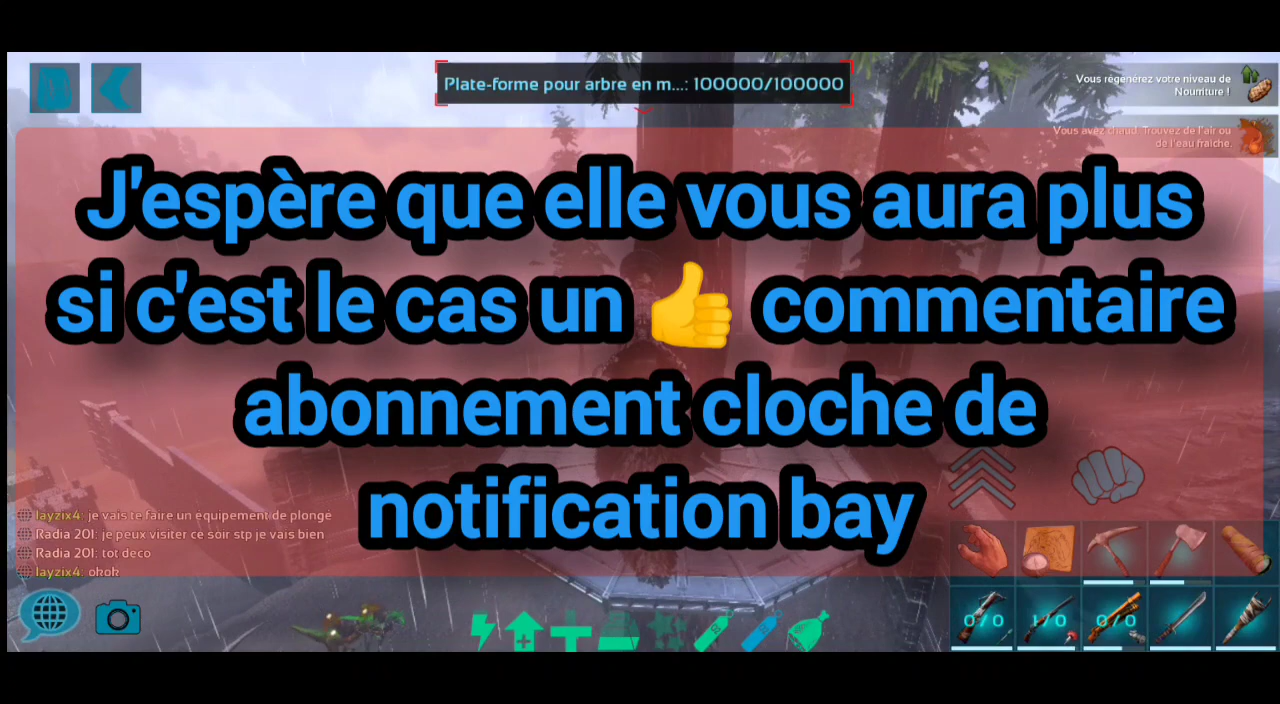 Plate-forme pour arbre en m...: 100000/100000
Vous régénérez votre niveau de
Nourriture !
Vous avez chaud. Trouvez de l'air ou
de l'eau fraîche.
J'espère que elle vous aura plus
si c'est le cas un 👍 commentaire
abonnement cloche de
notification bay
layzix4: je vais te faire un équipement de plongé
Radia 201: je peux visiter ce soir stp je vais bien
Radia 201: tot deco
layzix4: okok
0/0 1/0 0/0